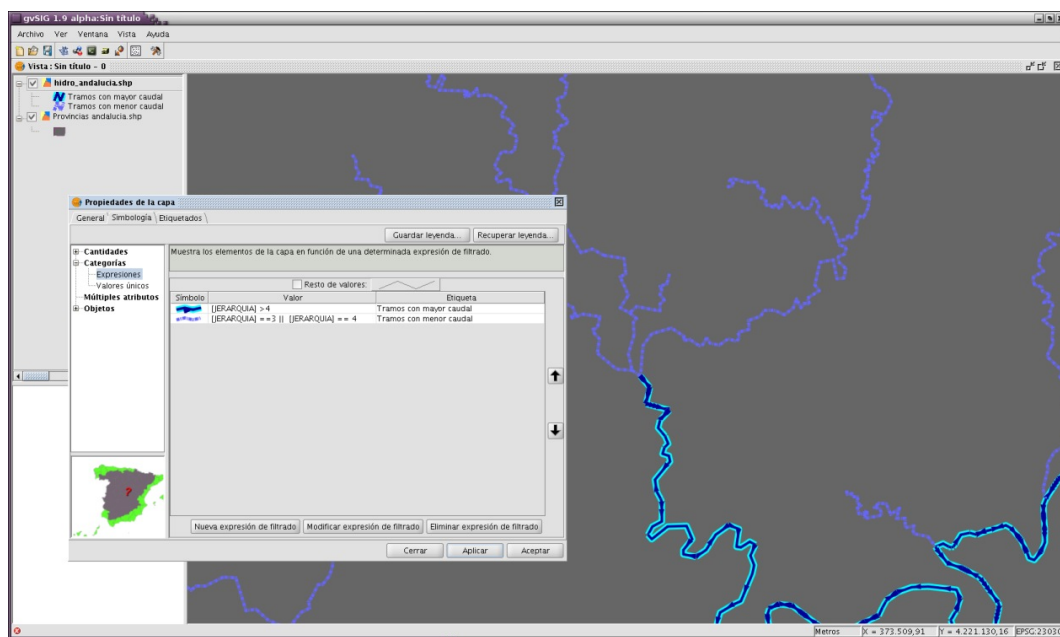 gvSIG 1.9 alpha:Sin título
Archivo Ver Ventana Vista Ayuda
Vista : Sin título - 0
hidro_andalucia.shp
Tramos con mayor caudal
Tramos con menor caudal
Provincias andalucia.shp
Propiedades de la capa
General Simbología Etiquetados
Guardar leyenda... Recuperar leyenda...
Cantidades
Categorías
Expresiones
Valores únicos
Múltiples atributos
Objetos
Muestra los elementos de la capa en función de una determinada expresión de filtrado.
Resto de valores:
Símbolo Valor Etiqueta
[JERARQUIA] >4 Tramos con mayor caudal
[JERARQUIA] ==3 || [JERARQUIA] == 4 Tramos con menor caudal
?
Nueva expresión de filtrado Modificar expresión de filtrado Eliminar expresión de filtrado
Cerrar Aplicar Aceptar
Metros X = 373.509,91 Y = 4.221.130,16 EPSG:23030